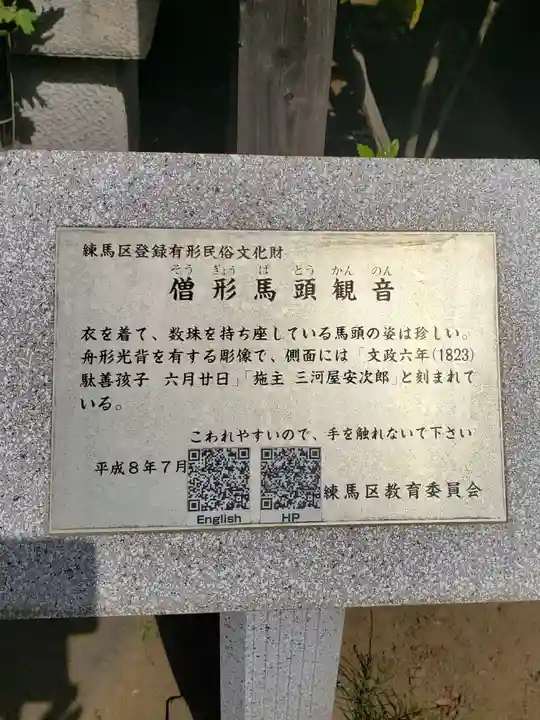 練馬区登録有形民俗文化財
そう ぎょう ば とう かん のん
僧形馬頭観音
衣を着て、数珠を持ち座している馬頭の姿は珍しい。
舟形光背を有する彫像で、側面には「文政六年(1823)
駄善孩子 六月廿日」「施主 三河屋安次郎」と刻まれて
いる。
こわれやすいので、手を触れないで下さい
平成8年7月
練馬区教育委員会
English HP